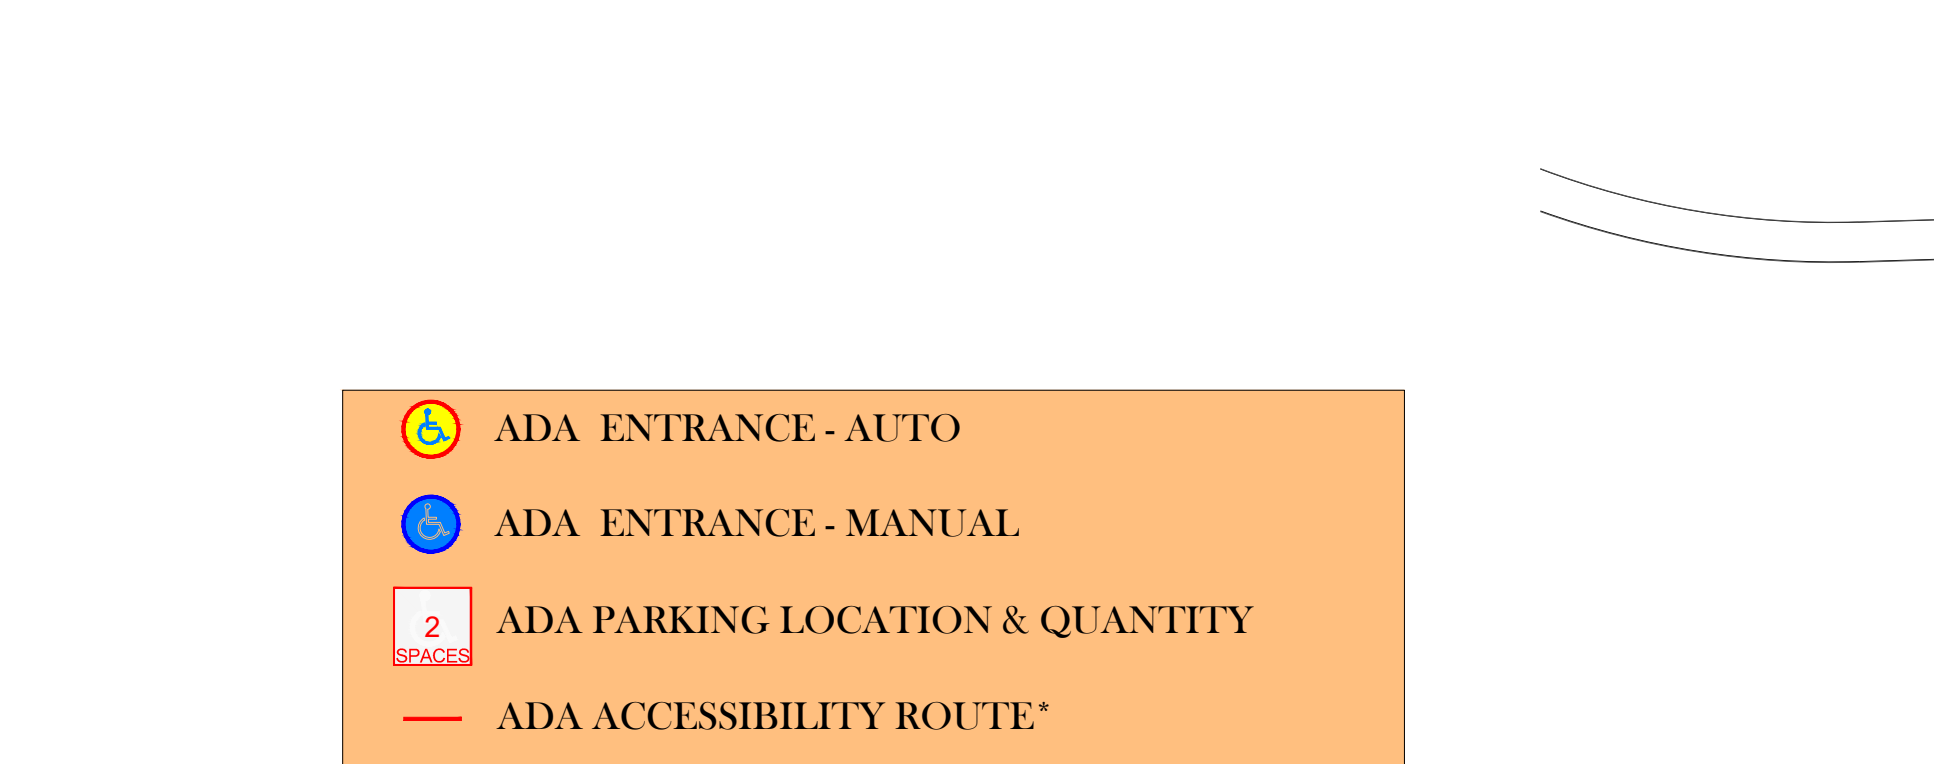 ADA ENTRANCE - AUTO
ADA ENTRANCE - MANUAL
2
SPACES
ADA PARKING LOCATION & QUANTITY
ADA ACCESSIBILITY ROUTE*